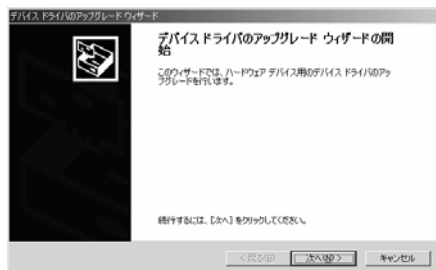 デバイス ドライバのアップグレード ウィザード
デバイス ドライバのアップグレード ウィザードの開
始
このウィザードでは、ハードウェア デバイス用のデバイス ドライバのアッ
プグレードを行います。
続行するには、[次へ] をクリックしてください。
< 戻る(B)
次へ(N) >
キャンセル